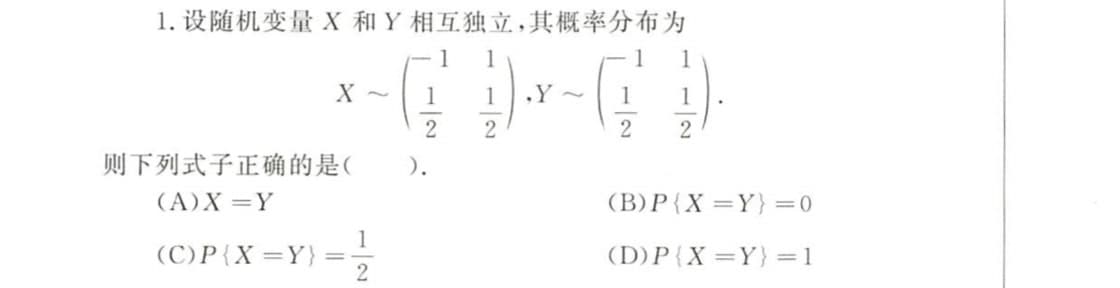 1. 设随机变量 X 和 Y 相互独立,其概率分布为
X ~ \begin{pmatrix} -1 & 1 \\ \frac{1}{2} & \frac{1}{2} \end{pmatrix}, Y ~ \begin{pmatrix} -1 & 1 \\ \frac{1}{2} & \frac{1}{2} \end{pmatrix}.
则下列式子正确的是( ).
(A) X = Y (B) P{X = Y} = 0
(C) P{X = Y} = \frac{1}{2} (D) P{X = Y} = 1